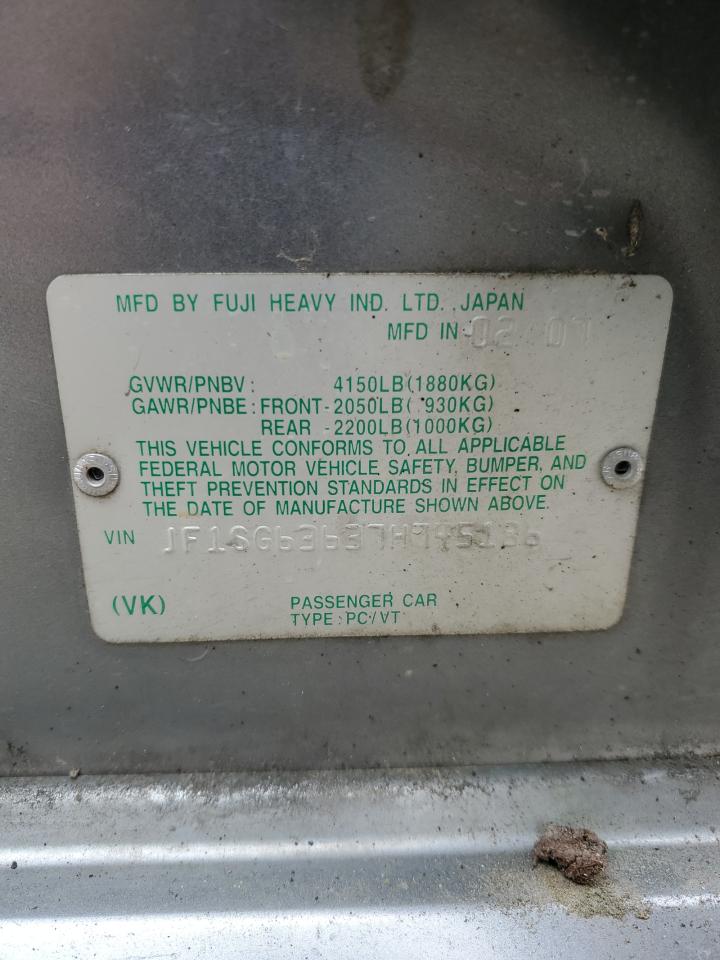 MFD BY FUJI HEAVY IND. LTD. JAPAN
MFD IN 02 07
GVWR/PNBV: 4150LB(1880KG)
GAWR/PNBE: FRONT-2050LB( 930KG)
REAR -2200LB(1000KG)
THIS VEHICLE CONFORMS TO ALL APPLICABLE
FEDERAL MOTOR VEHICLE SAFETY, BUMPER, AND
THEFT PREVENTION STANDARDS IN EFFECT ON
THE DATE OF MANUFACTURE SHOWN ABOVE.
VIN JF1SG63637H745186
(VK) PASSENGER CAR
TYPE:PC/VT